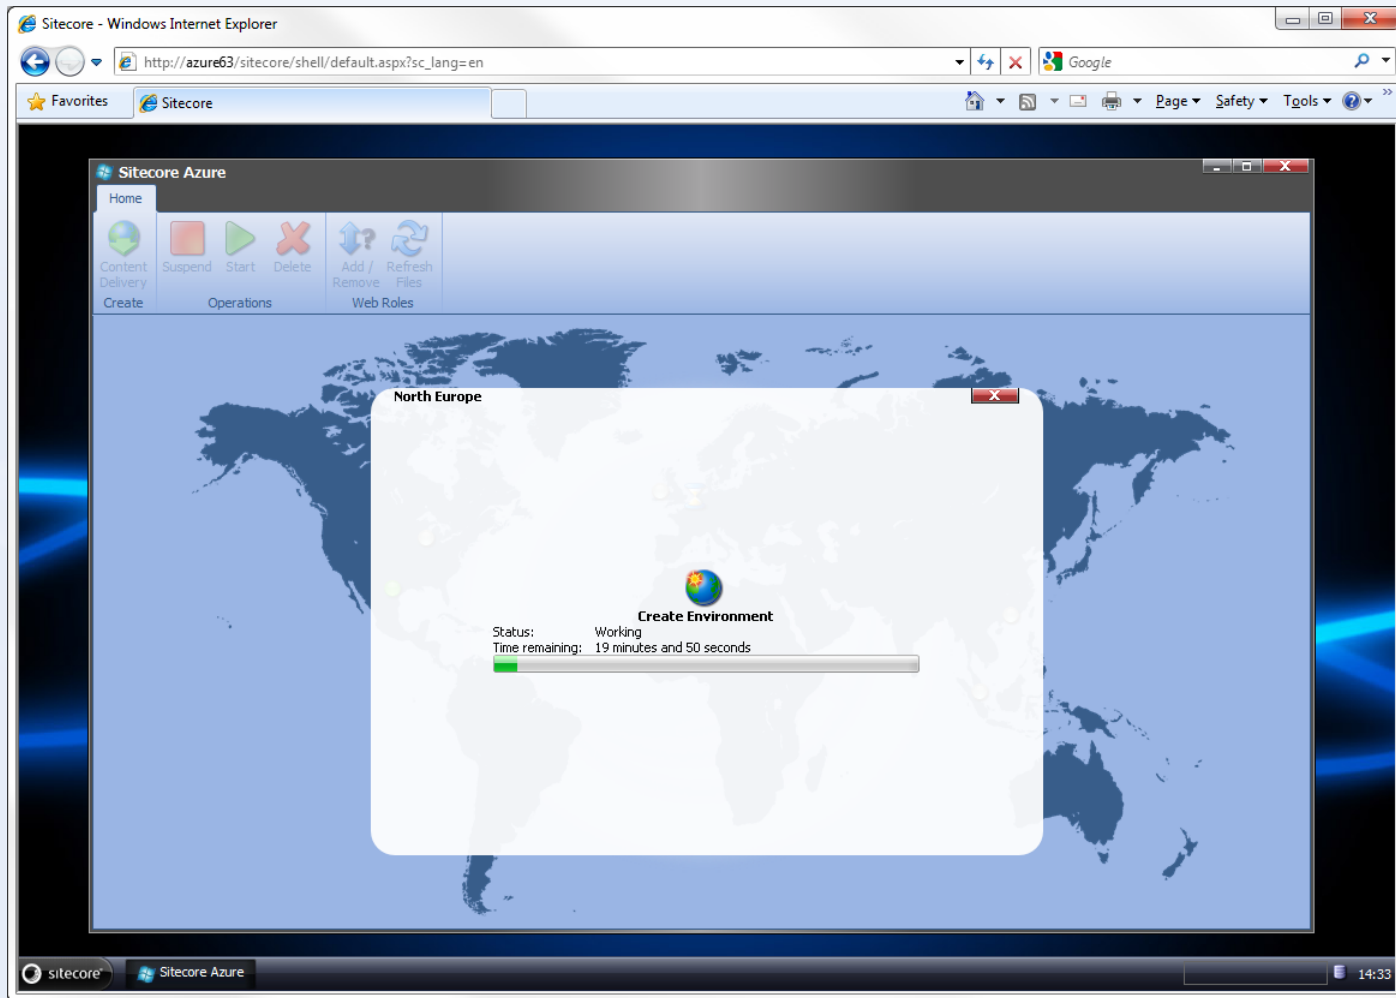 Sitecore - Windows Internet Explorer
http://azure63/sitecore/shell/default.aspx?sc_lang=en
Google
Favorites
Sitecore
Page
Safety
Tools
Sitecore Azure
Home
Content Delivery
Suspend
Start
Delete
Add / Remove
Refresh Files
Create
Operations
Web Roles
North Europe
Create Environment
Status: Working
Time remaining: 19 minutes and 50 seconds
sitecore
Sitecore Azure
14:33